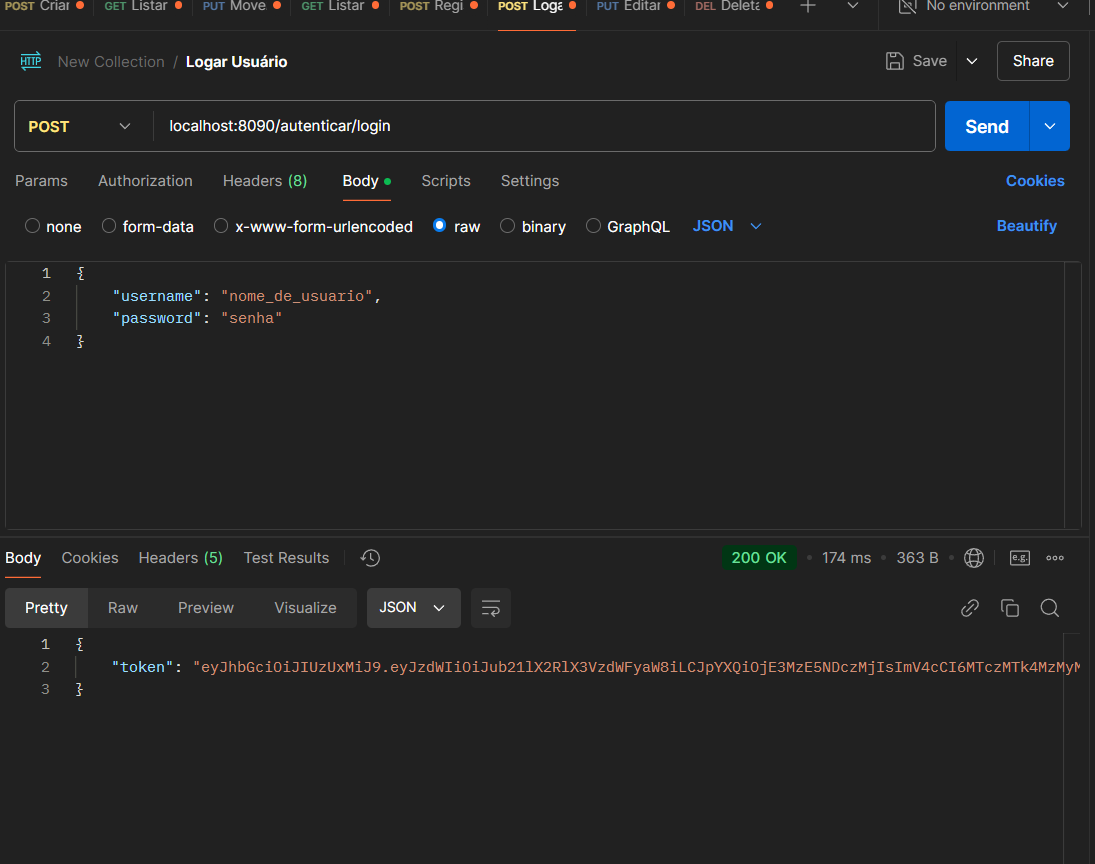 POST Criar GET Listar PUT Move GET Listar POST Regi POST Loga PUT Editar DEL Deleta No environment
HTTP New Collection / Logar Usuário Save Share
POST localhost:8090/autenticar/login Send
Params Authorization Headers (8) Body Scripts Settings Cookies
none form-data x-www-form-urlencoded raw binary GraphQL JSON Beautify
1 {
2 "username": "nome_de_usuario",
3 "password": "senha"
4 }
Body Cookies Headers (5) Test Results 200 OK 174 ms 363 B e.g.
Pretty Raw Preview Visualize JSON
1 {
2 "token": "eyJhbGciOiJIUzUxMiJ9.eyJzdWIiOiJub21lX2RlX3VzdWFyaW8iLCJpYXQiOjE3MzE5NDczMjIsImV4cCI6MTczMTk4MzMyM
3 }